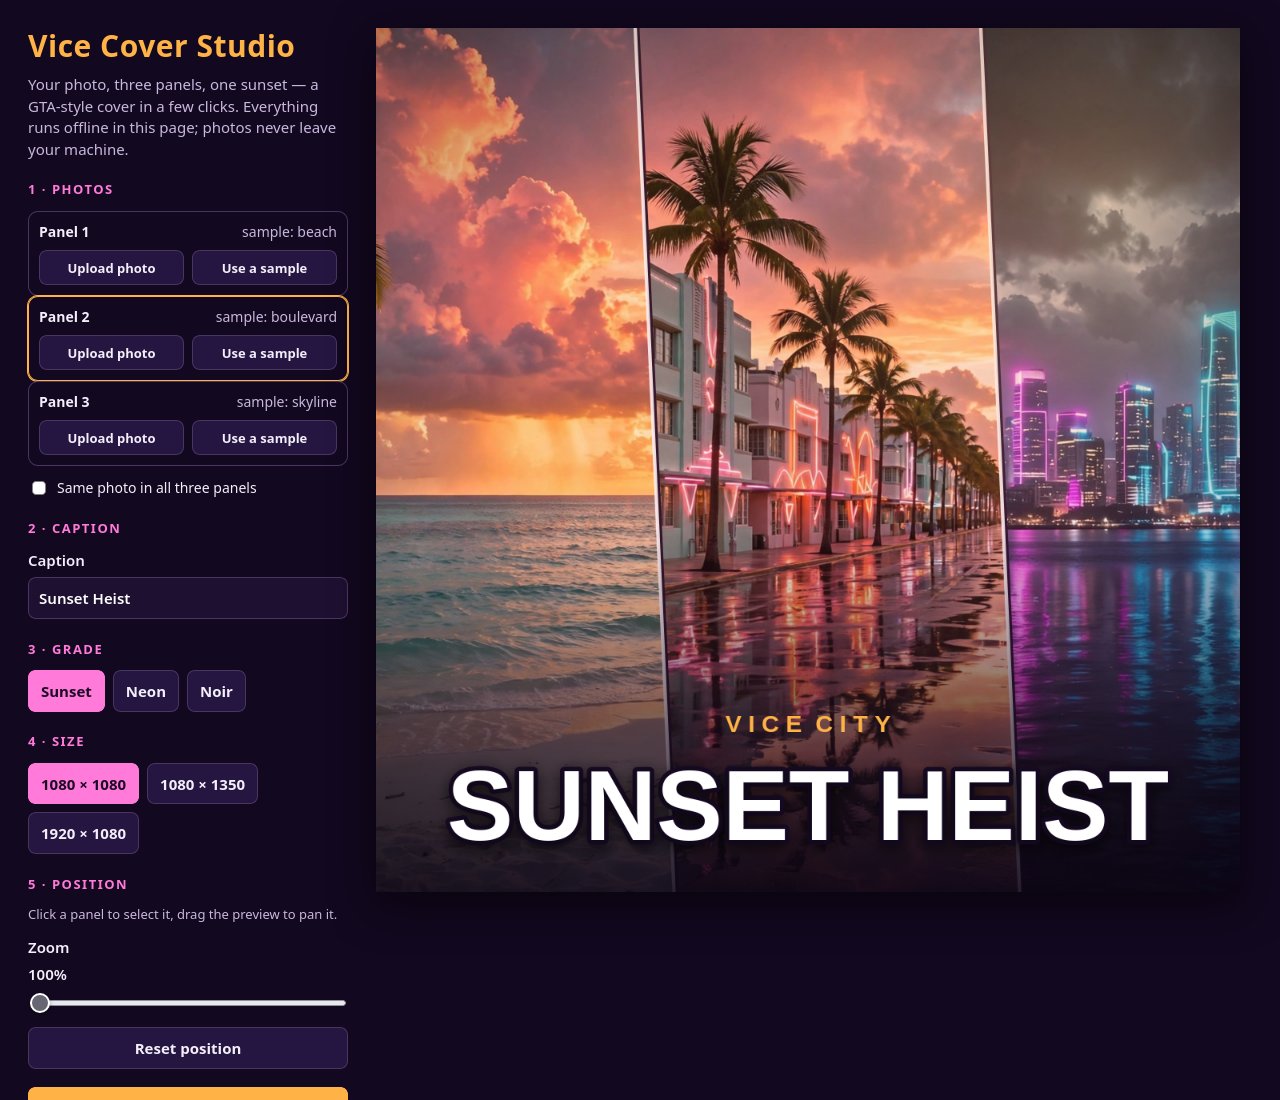 Vice Cover Studio
Your photo, three panels, one sunset — a
GTA-style cover in a few clicks. Everything
runs offline in this page; photos never leave
your machine.
1 · PHOTOS
Panel 1 sample: beach
Upload photo Use a sample
Panel 2 sample: boulevard
Upload photo Use a sample
Panel 3 sample: skyline
Upload photo Use a sample
Same photo in all three panels
2 · CAPTION
Caption
Sunset Heist
3 · GRADE
Sunset Neon Noir
4 · SIZE
1080 × 1080 1080 × 1350
1920 × 1080
5 · POSITION
Click a panel to select it, drag the preview to pan it.
Zoom
100%
Reset position
VICE CITY
SUNSET HEIST